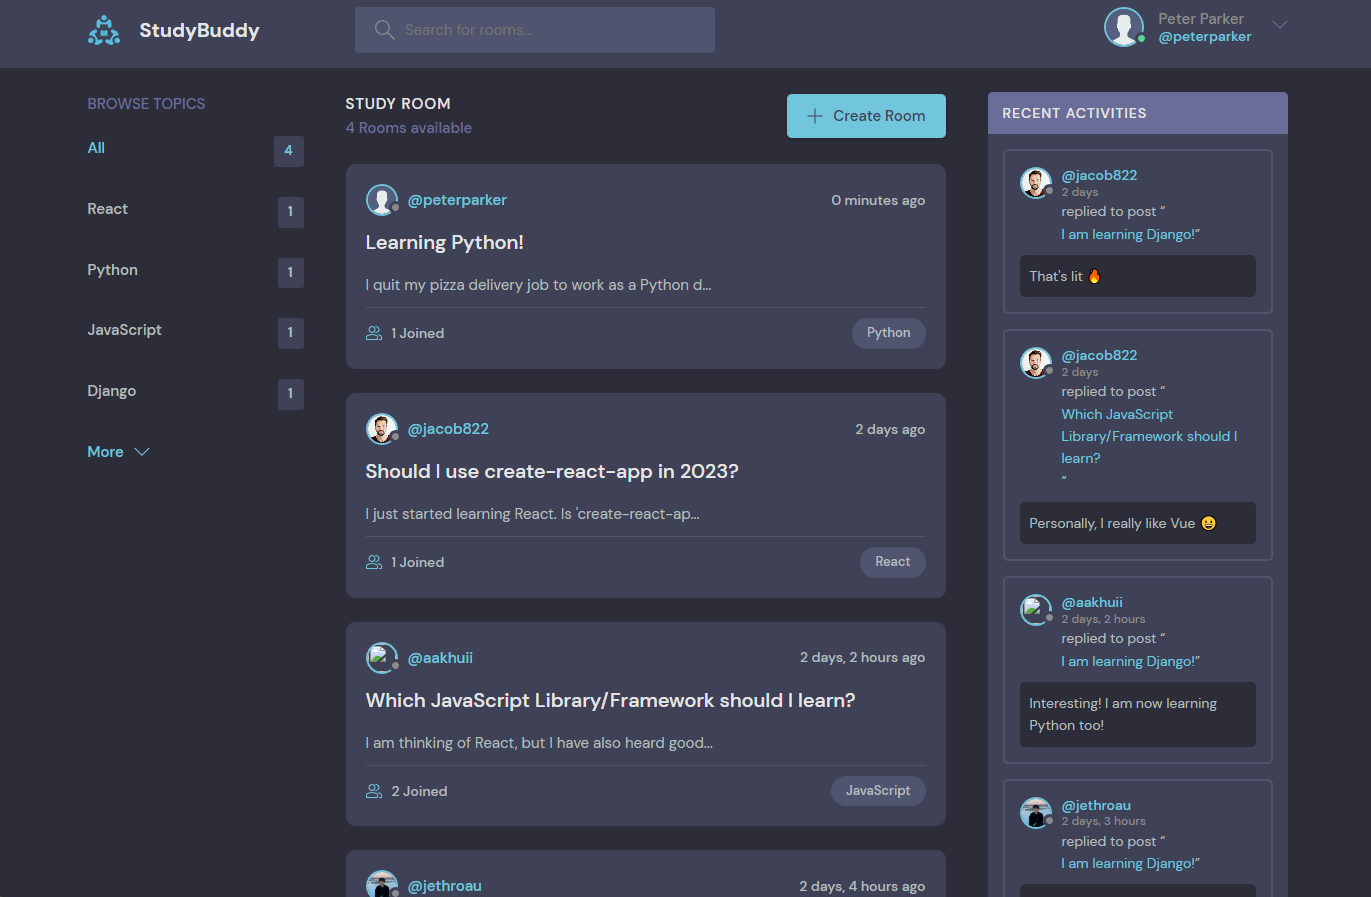 StudyBuddy
Search for rooms...
Peter Parker
@peterparker
BROWSE TOPICS
All 4
React 1
Python 1
JavaScript 1
Django 1
More
STUDY ROOM
4 Rooms available
Create Room
@peterparker 0 minutes ago
Learning Python!
I quit my pizza delivery job to work as a Python d...
1 Joined Python
@jacob822 2 days ago
Should I use create-react-app in 2023?
I just started learning React. Is 'create-react-ap...
1 Joined React
@aakhuii 2 days, 2 hours ago
Which JavaScript Library/Framework should I learn?
I am thinking of React, but I have also heard good...
2 Joined JavaScript
@jethroau 2 days, 4 hours ago
RECENT ACTIVITIES
@jacob822
2 days
replied to post “
I am learning Django!”
That's lit 🔥
@jacob822
2 days
replied to post “
Which JavaScript
Library/Framework should I
learn?
”
Personally, I really like Vue 😀
@aakhuii
2 days, 2 hours
replied to post “
I am learning Django!”
Interesting! I am now learning
Python too!
@jethroau
2 days, 3 hours
replied to post “
I am learning Django!”